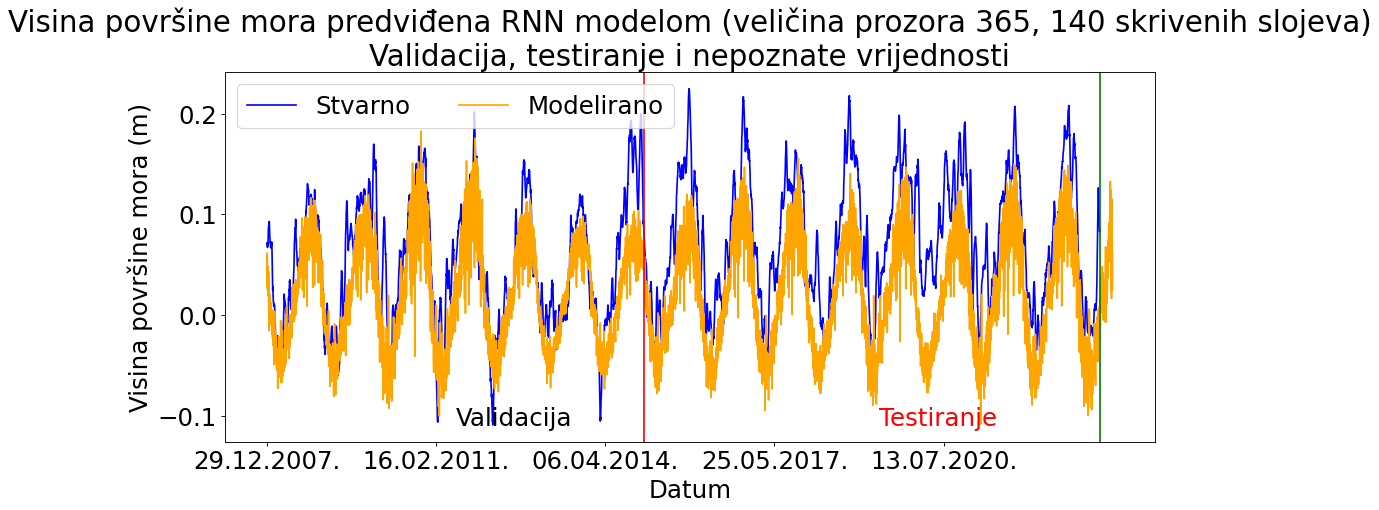 Visina površine mora predviđena RNN modelom (veličina prozora 365, 140 skrivenih slojeva)
Validacija, testiranje i nepoznate vrijednosti
Stvarno Modelirano
Visina površine mora (m)
0.2
0.1
0.0
−0.1
Validacija Testiranje
29.12.2007. 16.02.2011. 06.04.2014. 25.05.2017. 13.07.2020.
Datum